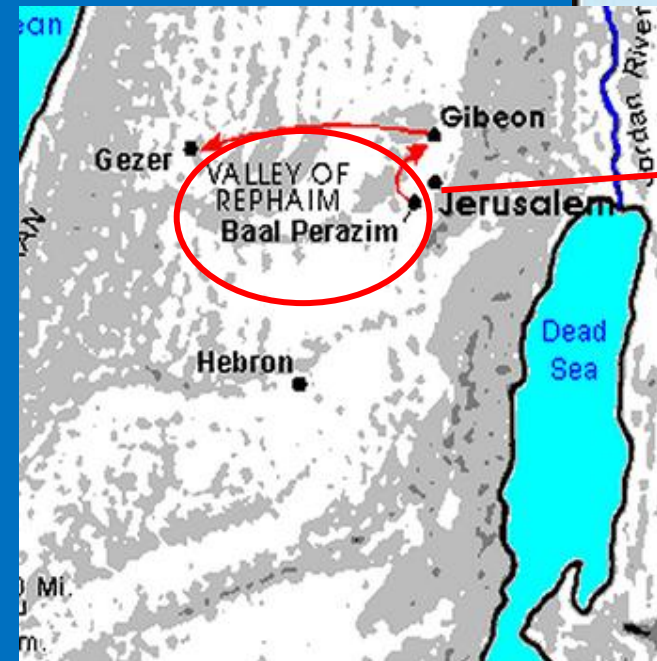 ean
Jordan River
Gibeon
Gezer
VALLEY OF
REPHAIM
Jerusalem
Baal Perazim
Hebron
Dead
Sea
Mi.
m.